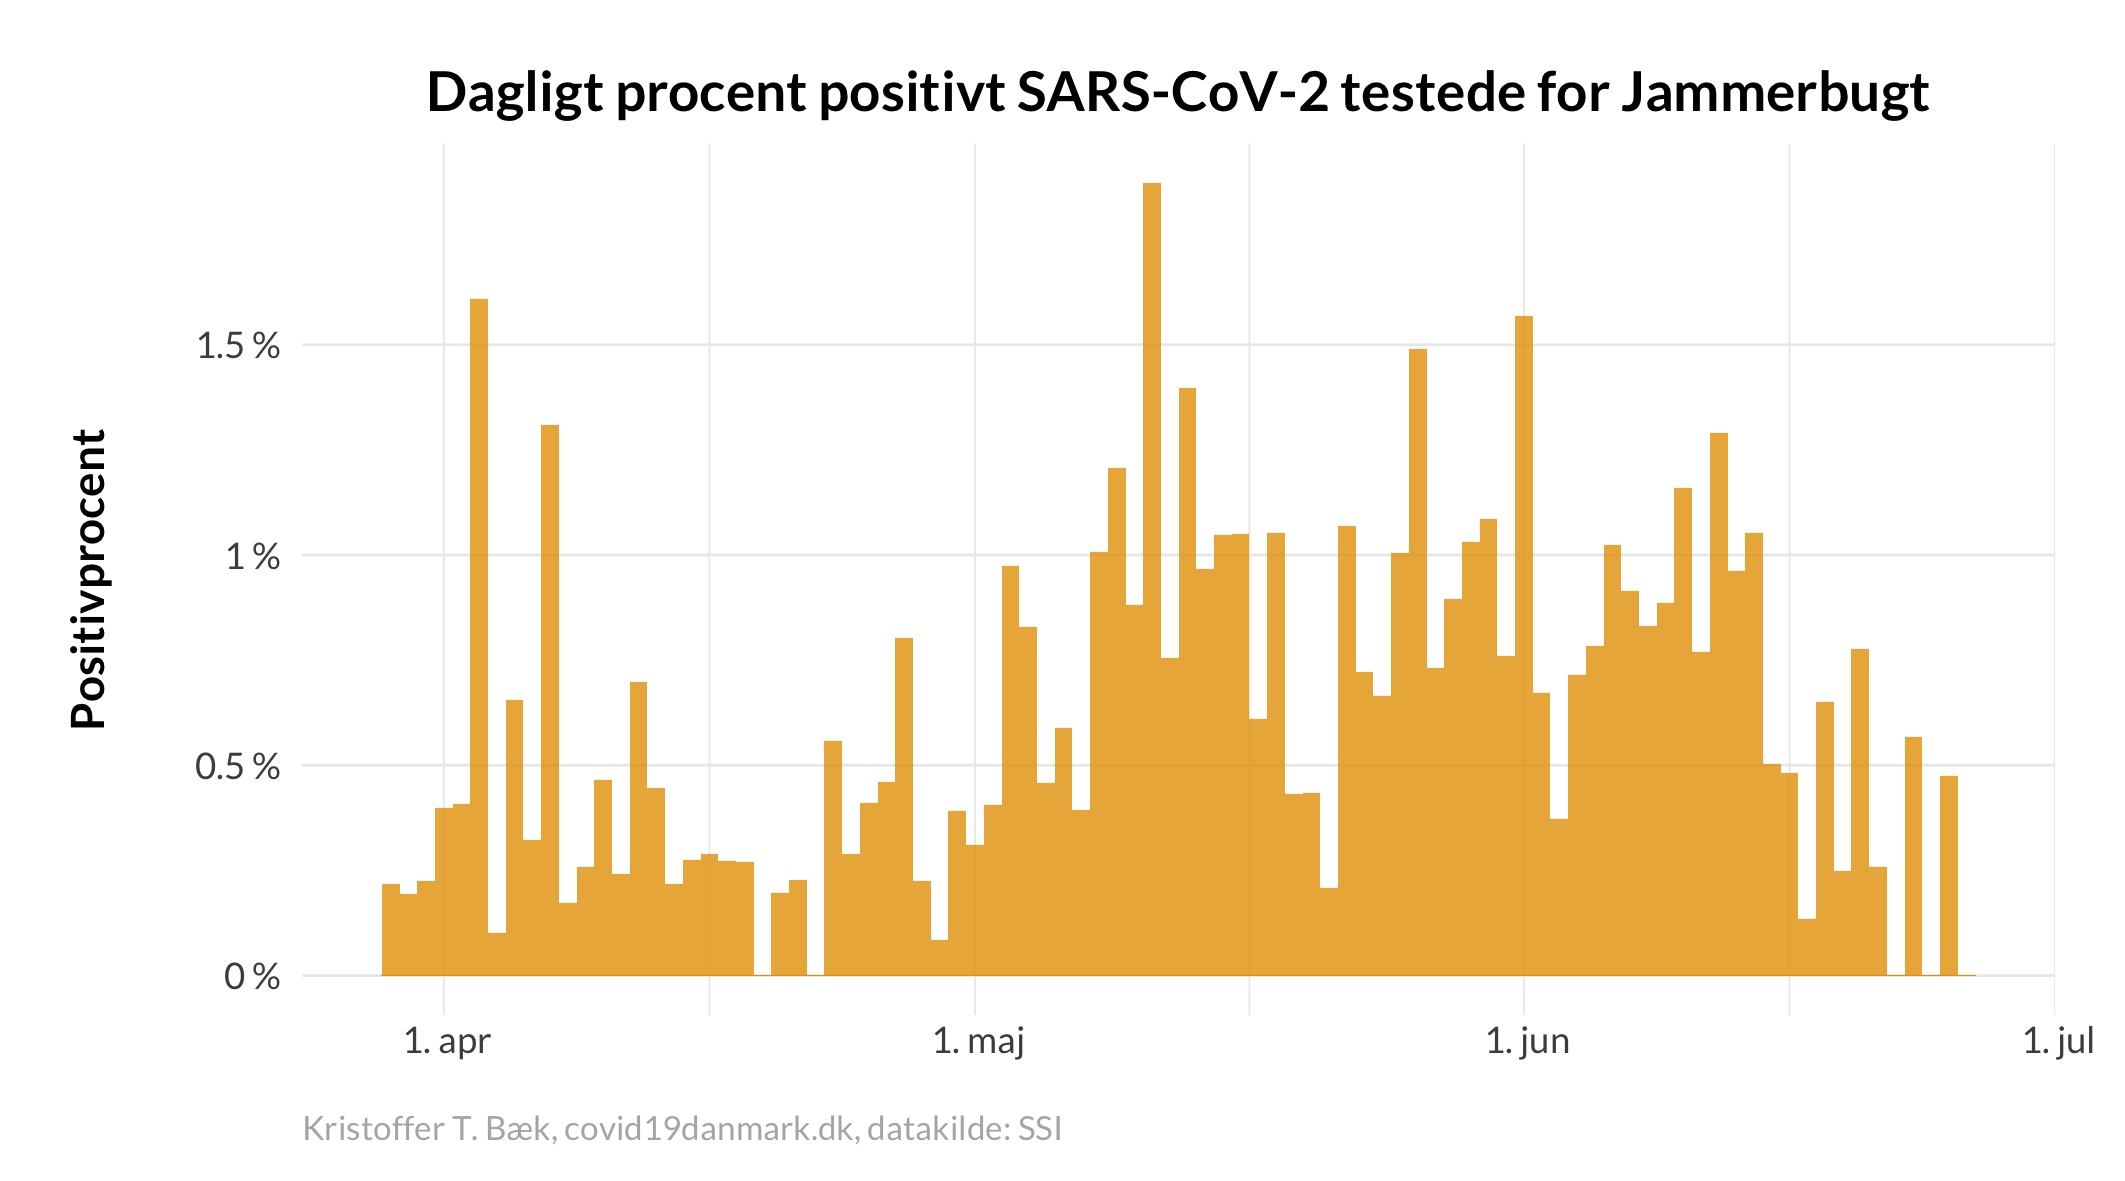 Dagligt procent positivt SARS-CoV-2 testede for Jammerbugt
Positivprocent
1.5 %
1 %
0.5 %
0 %
1. apr
1. maj
1. jun
1. jul
Kristoffer T. Bæk, covid19danmark.dk, datakilde: SSI